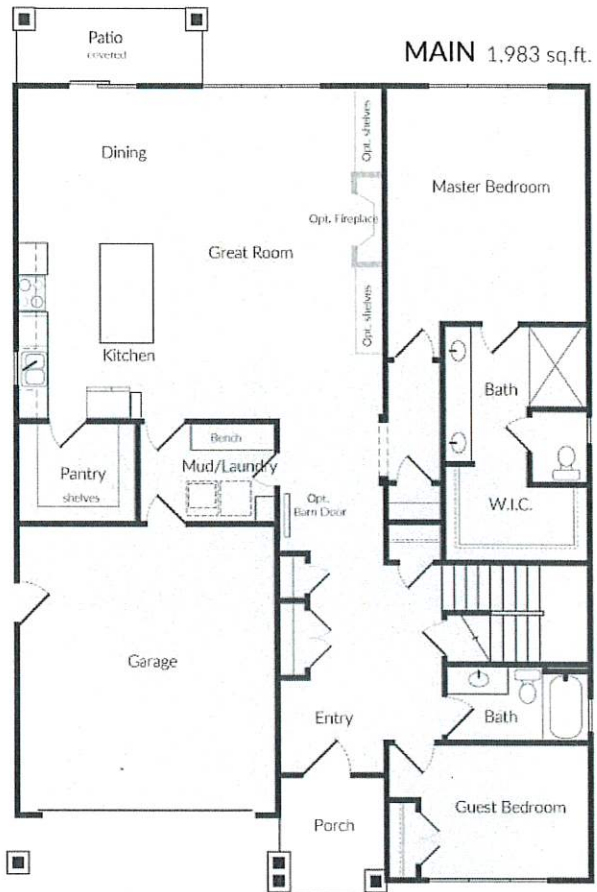 Patio
covered
MAIN 1,983 sq.ft.
Dining
Opt. shelves
Master Bedroom
Opt. Fireplace
Great Room
Opt. shelves
Kitchen
Bath
Bench
Mud/Laundry
Pantry
shelves
Opt.
Barn Door
W.I.C.
Garage
Entry
Bath
Guest Bedroom
Porch